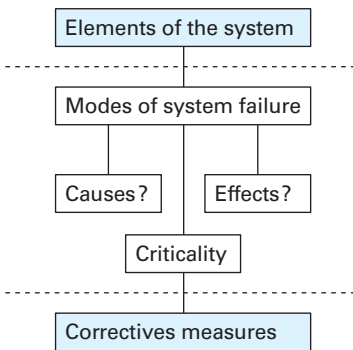 Elements of the system
Modes of system failure
Causes?
Effects?
Criticality
Correctives measures